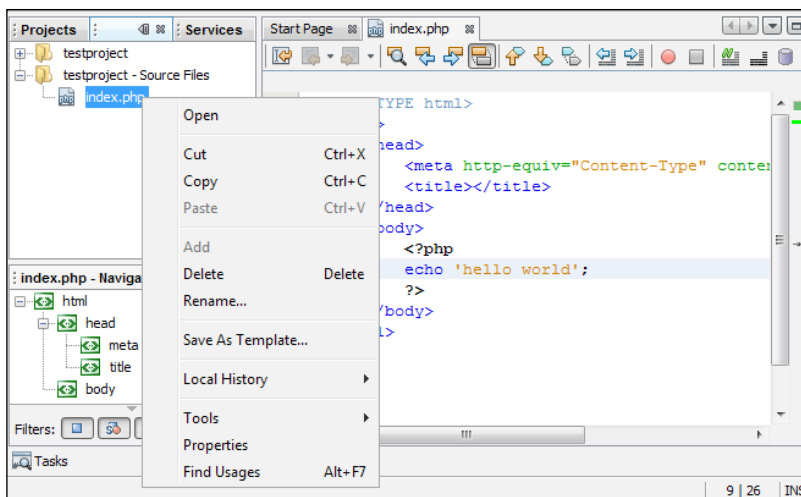 Projects
Services
testproject
testproject - Source Files
index.php
Start Page
index.php
Open
Cut Ctrl+X
Copy Ctrl+C
Paste Ctrl+V
Add
Delete Delete
Rename...
Save As Template...
Local History
Tools
Properties
Find Usages Alt+F7
TYPE html>
>
head>
<meta http-equiv="Content-Type" conte
<title></title>
/head>
body>
<?php
echo 'hello world';
?>
/body>
l>
index.php - Naviga
html
head
meta
title
body
Filters:
Tasks
9 | 26 INS